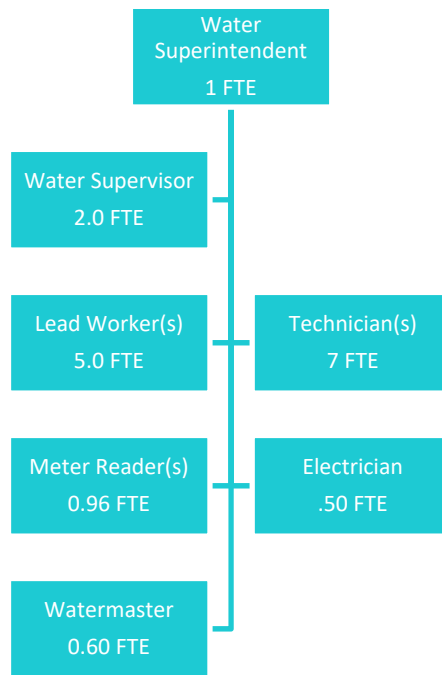 Water
Superintendent
1 FTE
Water Supervisor
2.0 FTE
Lead Worker(s)
5.0 FTE
Technician(s)
7 FTE
Meter Reader(s)
0.96 FTE
Electrician
.50 FTE
Watermaster
0.60 FTE